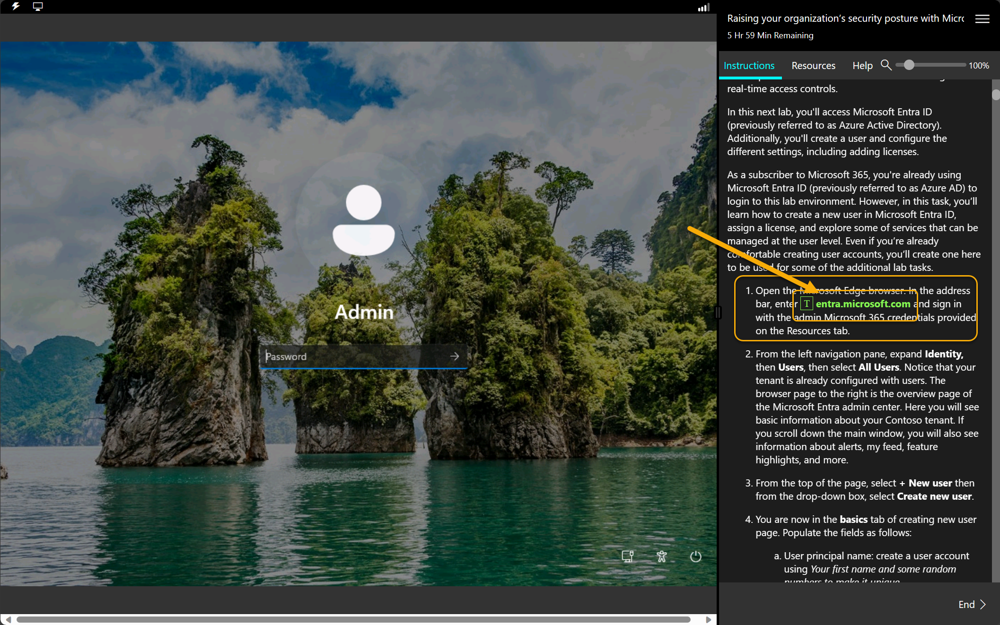 Raising your organization’s security posture with Micro
5 Hr 59 Min Remaining
Instructions
Resources
Help
100%
real-time access controls.
In this next lab, you'll access Microsoft Entra ID
(previously referred to as Azure Active Directory).
Additionally, you'll create a user and configure the
different settings, including adding licenses.
As a subscriber to Microsoft 365, you're already using
Microsoft Entra ID (previously referred to as Azure AD) to
login to this lab environment. However, in this task, you’ll
learn how to create a new user in Microsoft Entra ID,
assign a license, and explore some of services that can be
managed at the user level. Even if you’re already
comfortable creating user accounts, you’ll create one here
to be used for some of the additional lab tasks.
1. Open the Microsoft Edge browser. In the address
bar, enter T entra.microsoft.com and sign in
with the admin Microsoft 365 credentials provided
on the Resources tab.
2. From the left navigation pane, expand Identity,
then Users, then select All Users. Notice that your
tenant is already configured with users. The
browser page to the right is the overview page of
the Microsoft Entra admin center. Here you will see
basic information about your Contoso tenant. If
you scroll down the main window, you will also see
information about alerts, my feed, feature
highlights, and more.
3. From the top of the page, select + New user then
from the drop-down box, select Create new user.
4. You are now in the basics tab of creating new user
page. Populate the fields as follows:
a. User principal name: create a user account
using Your first name and some random
numbers to make it unique
End
Admin
Password